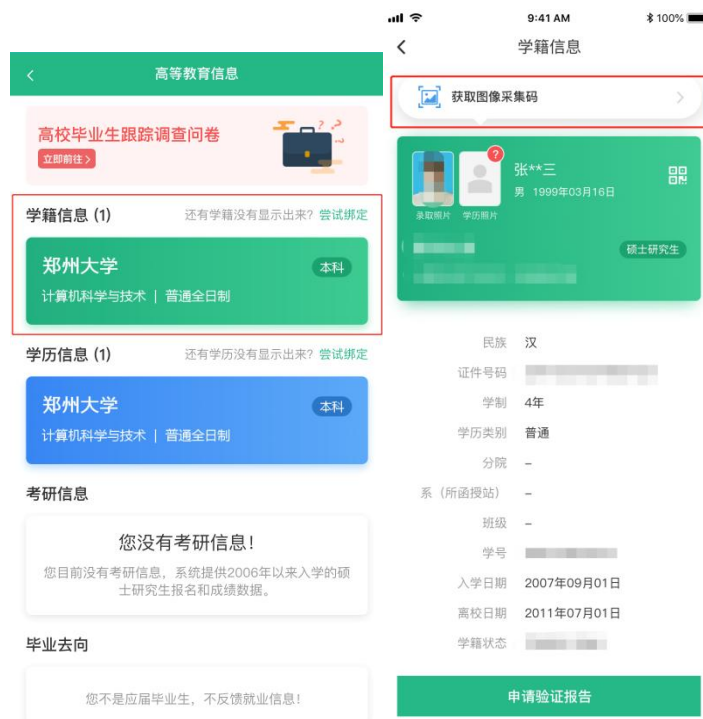 高等教育信息
高校毕业生跟踪调查问卷
立即前往>
学籍信息 (1) 还有学籍没有显示出来? 尝试绑定
郑州大学 本科
计算机科学与技术 | 普通全日制
学历信息 (1) 还有学历没有显示出来? 尝试绑定
郑州大学 本科
计算机科学与技术 | 普通全日制
考研信息
您没有考研信息!
您目前没有考研信息，系统提供2006年以来入学的硕
士研究生报名和成绩数据。
毕业去向
您不是应届毕业生，不反馈就业信息!
9:41 AM 100%
学籍信息
获取图像采集码
?
张**三
男 1999年03月16日
录取照片 学历照片
硕士研究生
民族 汉
证件号码
学制 4年
学历类别 普通
分院 –
系（所函授站） –
班级 –
学号
入学日期 2007年09月01日
离校日期 2011年07月01日
学籍状态
申请验证报告